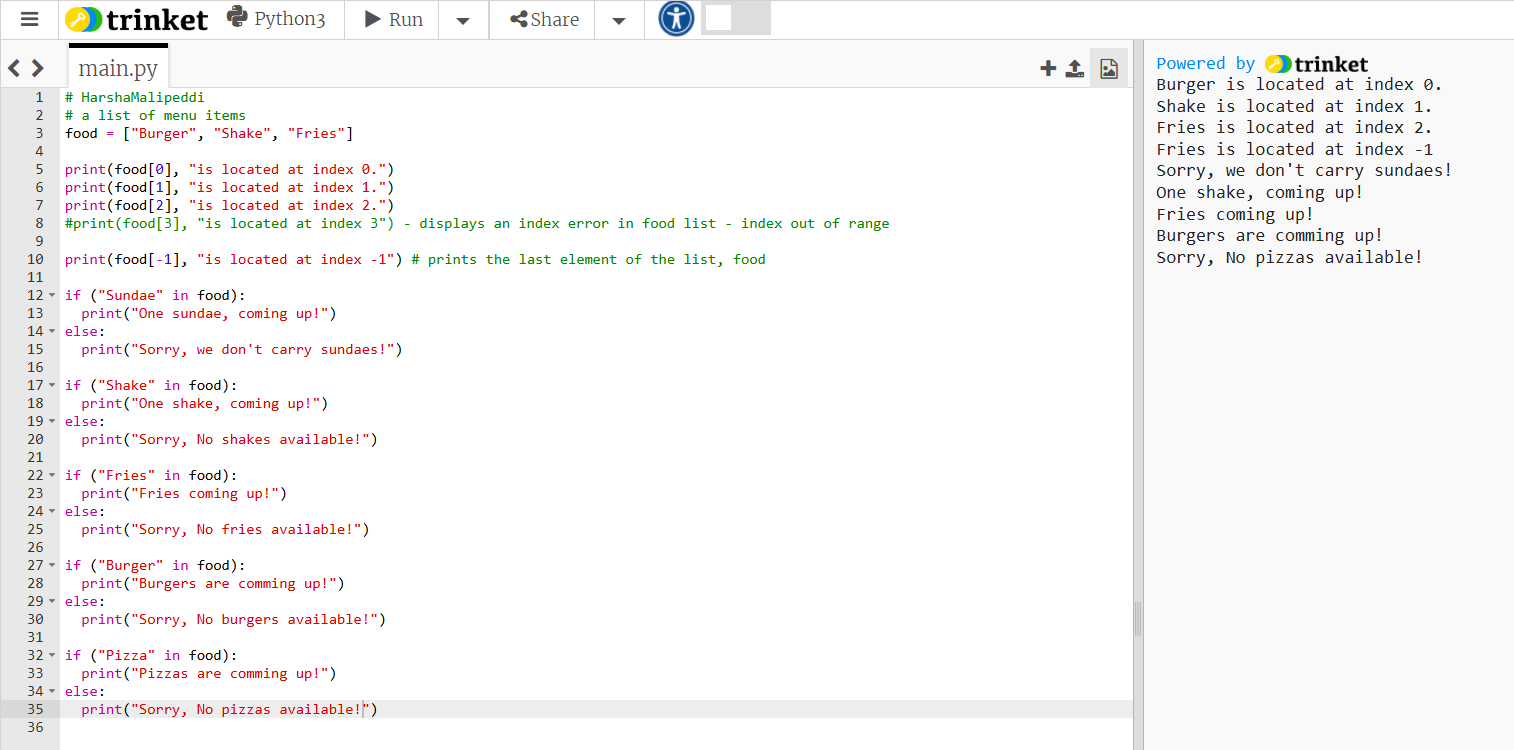 trinket Python3 Run Share
main.py
1 # HarshaMalipeddi
2 # a list of menu items
3 food = ["Burger", "Shake", "Fries"]
4
5 print(food[0], "is located at index 0.")
6 print(food[1], "is located at index 1.")
7 print(food[2], "is located at index 2.")
8 #print(food[3], "is located at index 3") - displays an index error in food list - index out of range
9
10 print(food[-1], "is located at index -1") # prints the last element of the list, food
11
12 if ("Sundae" in food):
13   print("One sundae, coming up!")
14 else:
15   print("Sorry, we don't carry sundaes!")
16
17 if ("Shake" in food):
18   print("One shake, coming up!")
19 else:
20   print("Sorry, No shakes available!")
21
22 if ("Fries" in food):
23   print("Fries coming up!")
24 else:
25   print("Sorry, No fries available!")
26
27 if ("Burger" in food):
28   print("Burgers are comming up!")
29 else:
30   print("Sorry, No burgers available!")
31
32 if ("Pizza" in food):
33   print("Pizzas are comming up!")
34 else:
35   print("Sorry, No pizzas available!")
36
Powered by trinket
Burger is located at index 0.
Shake is located at index 1.
Fries is located at index 2.
Fries is located at index -1
Sorry, we don't carry sundaes!
One shake, coming up!
Fries coming up!
Burgers are comming up!
Sorry, No pizzas available!